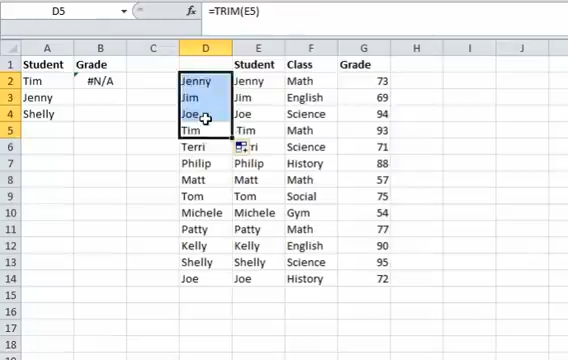 D5 fx =TRIM(E5)
A B C D E F G H I J
1 Student Grade Student Class Grade
2 Tim #N/A Jenny Jenny Math 73
3 Jenny Jim Jim English 69
4 Shelly Joe Joe Science 94
5 Tim Tim Math 93
6 Terri ri Science 71
7 Philip Philip History 88
8 Matt Matt Math 57
9 Tom Tom Social 75
10 Michele Michele Gym 54
11 Patty Patty Math 77
12 Kelly Kelly English 90
13 Shelly Shelly Science 95
14 Joe Joe History 72
15
16
17
18
19